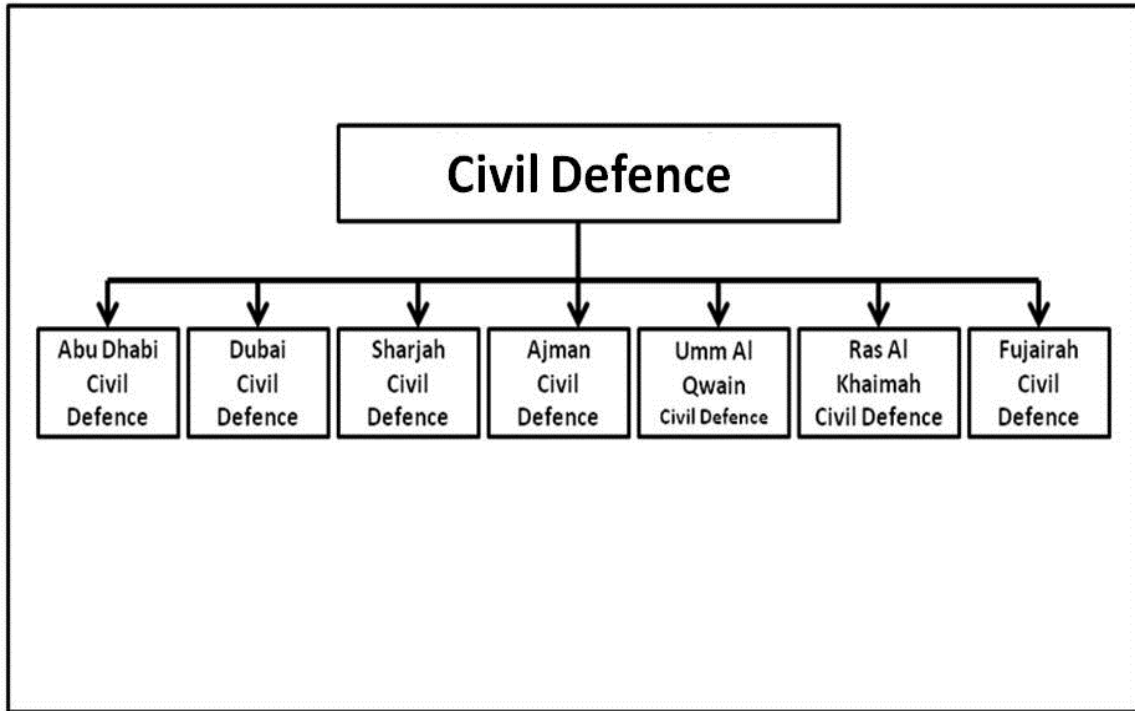 Civil Defence
Abu Dhabi
Civil
Defence
Dubai
Civil
Defence
Sharjah
Civil
Defence
Ajman
Civil
Defence
Umm Al
Qwain
Civil Defence
Ras Al
Khaimah
Civil Defence
Fujairah
Civil
Defence